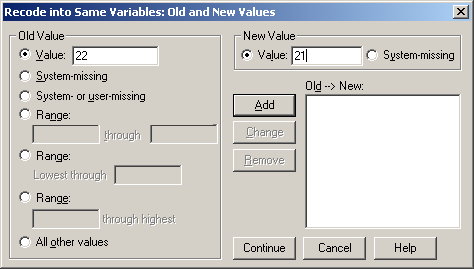 Recode into Same Variables: Old and New Values
Old Value
Value: 22
System-missing
System- or user-missing
Range:
through
Range:
Lowest through
Range:
through highest
All other values
New Value
Value: 21 System-missing
Old --> New:
Add
Change
Remove
Continue Cancel Help